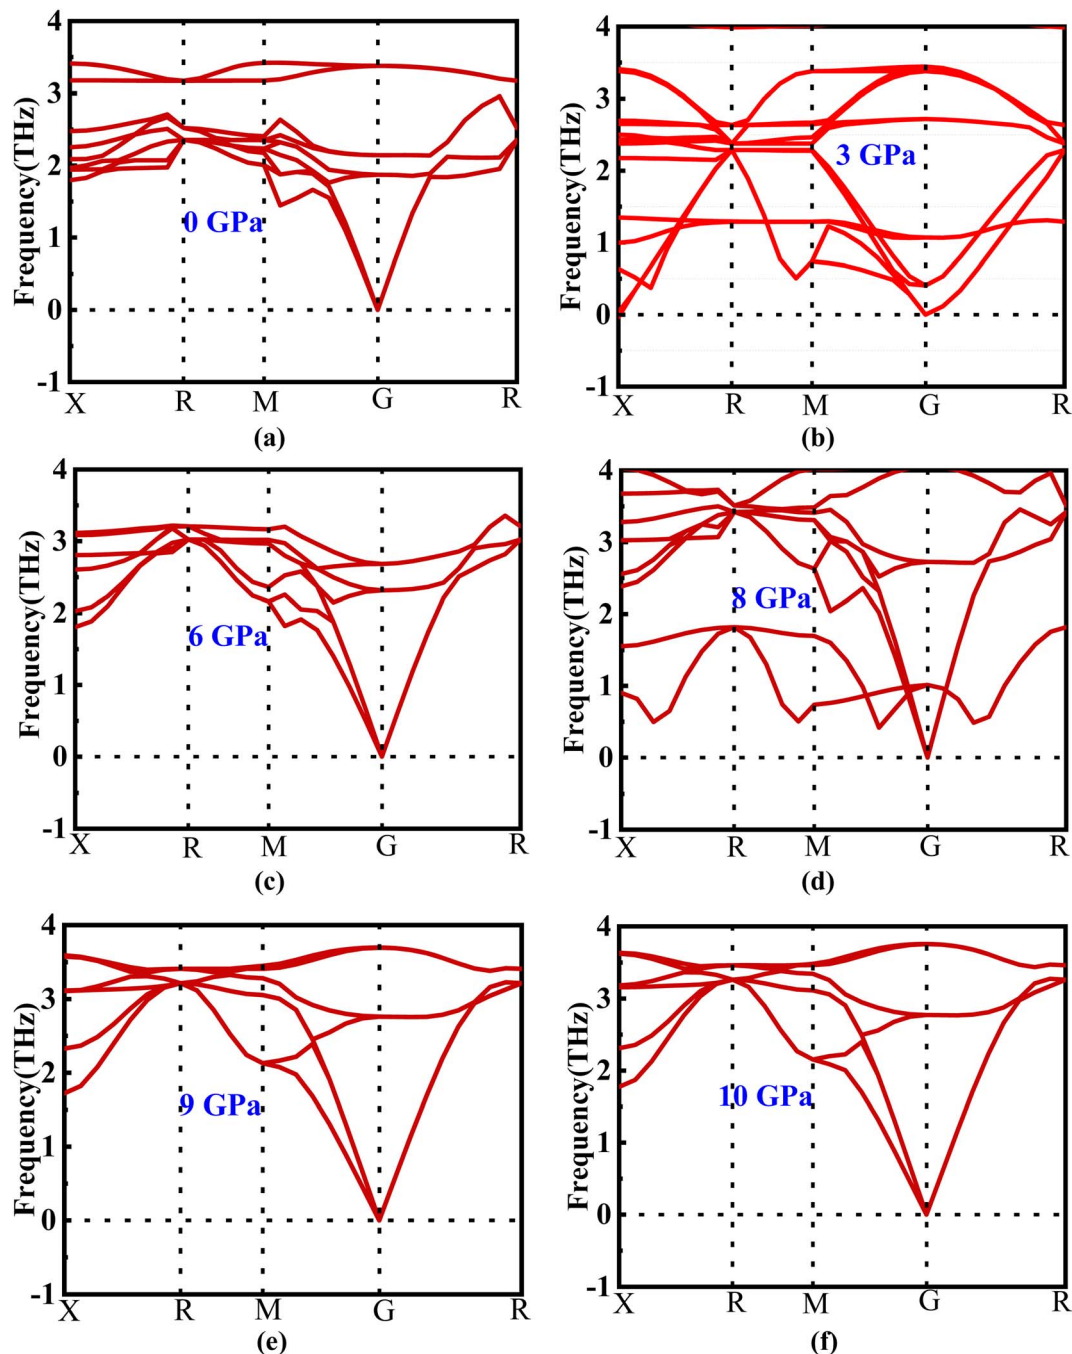 4
3
2
1
0
-1
Frequency(THz)
0 GPa
X R M G R
(a)
4
3
2
1
0
-1
Frequency(THz)
3 GPa
X R M G R
(b)
4
3
2
1
0
-1
Frequency(THz)
6 GPa
X R M G R
(c)
4
3
2
1
0
-1
Frequency(THz)
8 GPa
X R M G R
(d)
4
3
2
1
0
-1
Frequency(THz)
9 GPa
X R M G R
(e)
4
3
2
1
0
-1
Frequency(THz)
10 GPa
X R M G R
(f)